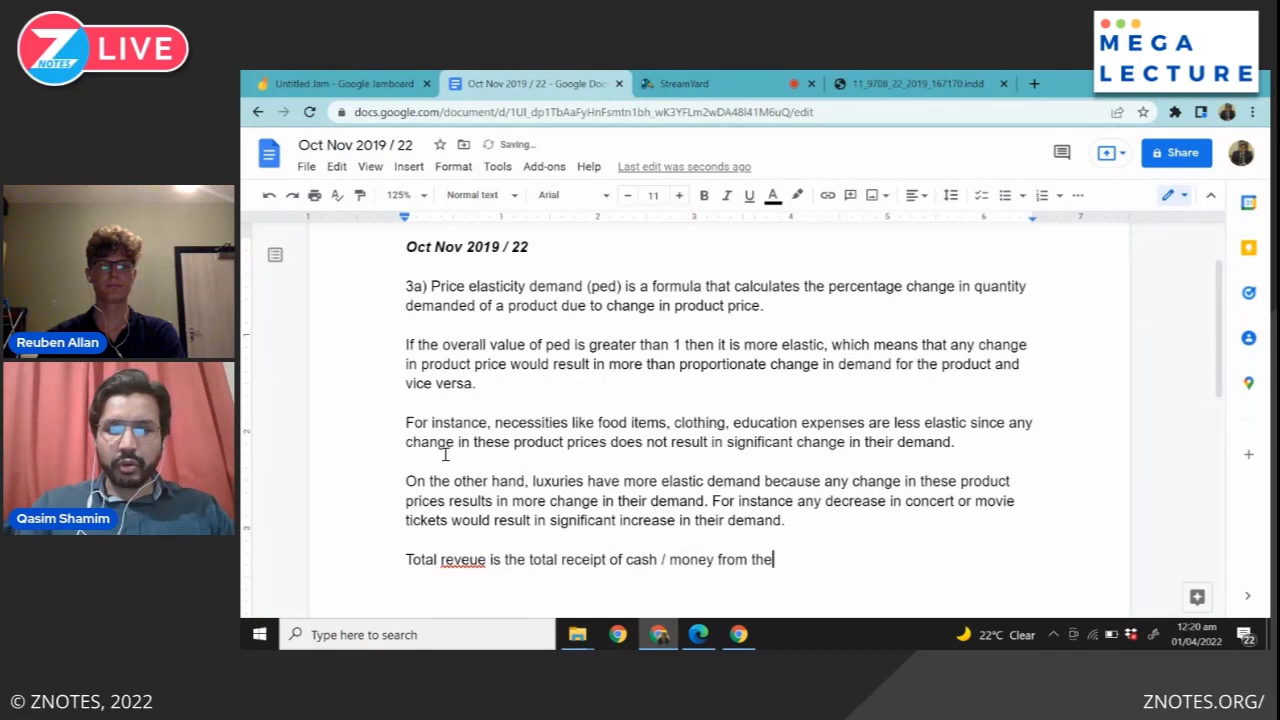 Z NOTES LIVE
MEGA
LECTURE
Untitled Jam - Google Jamboard
Oct Nov 2019 / 22 - Google Doc
StreamYard
11_9708_22_2019_167170.indd
docs.google.com/document/d/1UI_dp1TbAaFyHnFsmtn1bh_wK3YFLm2wDA48l41M6uQ/edit
Oct Nov 2019 / 22
Saving...
Share
File Edit View Insert Format Tools Add-ons Help Last edit was seconds ago
125% Normal text Arial 11 B I U A
1 1 2 3 4 5 6 7
Oct Nov 2019 / 22
3a) Price elasticity demand (ped) is a formula that calculates the percentage change in quantity
demanded of a product due to change in product price.
If the overall value of ped is greater than 1 then it is more elastic, which means that any change
in product price would result in more than proportionate change in demand for the product and
vice versa.
For instance, necessities like food items, clothing, education expenses are less elastic since any
change in these product prices does not result in significant change in their demand.
On the other hand, luxuries have more elastic demand because any change in these product
prices results in more change in their demand. For instance any decrease in concert or movie
tickets would result in significant increase in their demand.
Total reveue is the total receipt of cash / money from the
Reuben Allan
Qasim Shamim
Type here to search
22°C Clear
12:20 am
01/04/2022
22
© ZNOTES, 2022
ZNOTES.ORG/